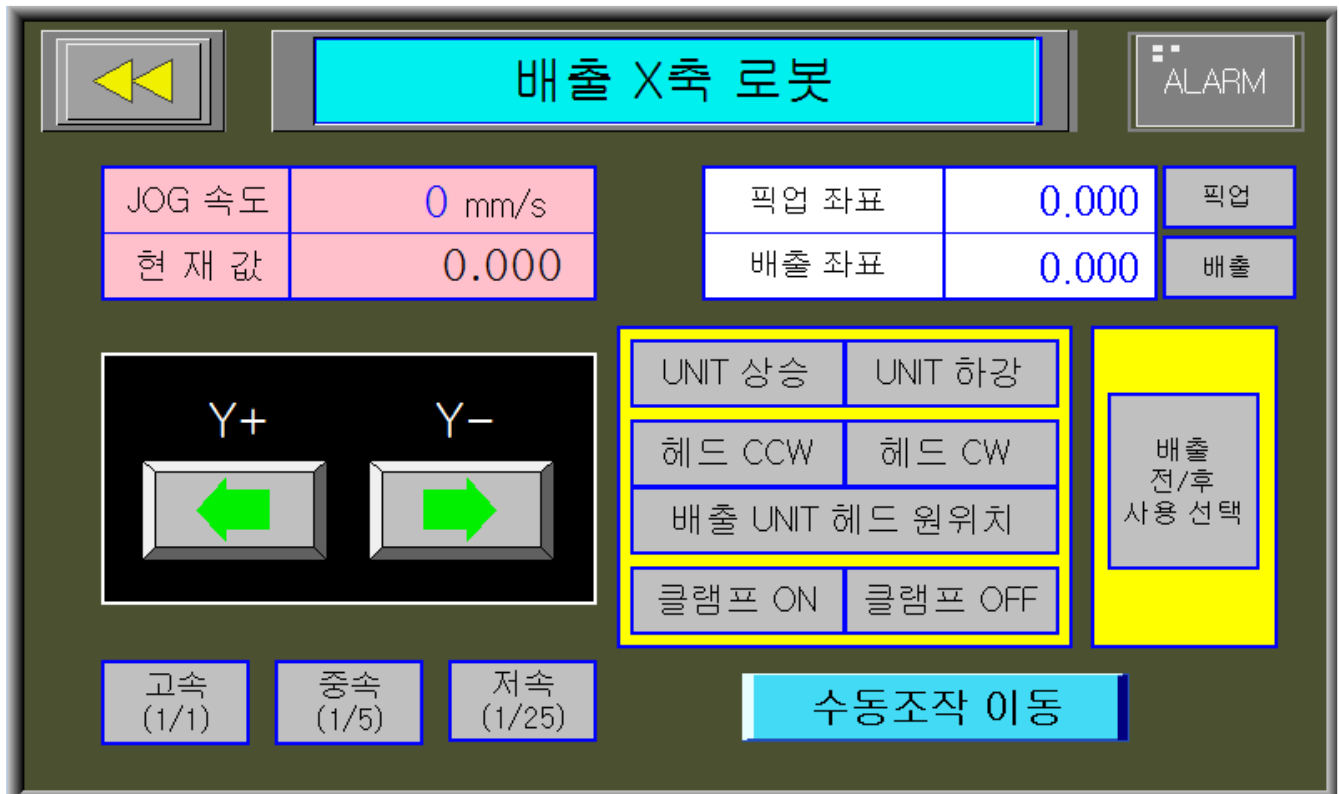 배출 X축 로봇
ALARM
JOG 속도 0 mm/s
현 재 값 0.000
픽업 좌표 0.000 픽업
배출 좌표 0.000 배출
Y+ Y-
UNIT 상승 UNIT 하강
헤드 CCW 헤드 CW
배출 UNIT 헤드 원위치
클램프 ON 클램프 OFF
배출
전/후
사용 선택
고속
(1/1)
중속
(1/5)
저속
(1/25)
수동조작 이동